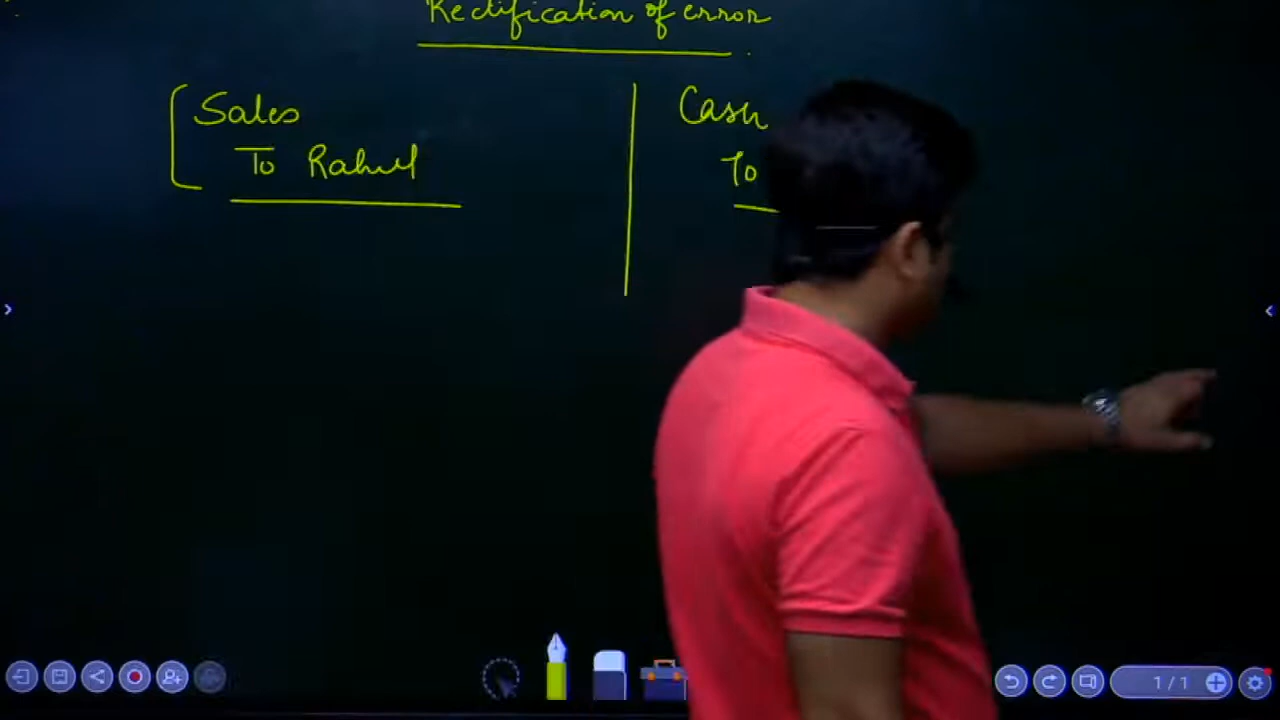 Rectification of error
Sales
To Rahul
Cash
To
1/1